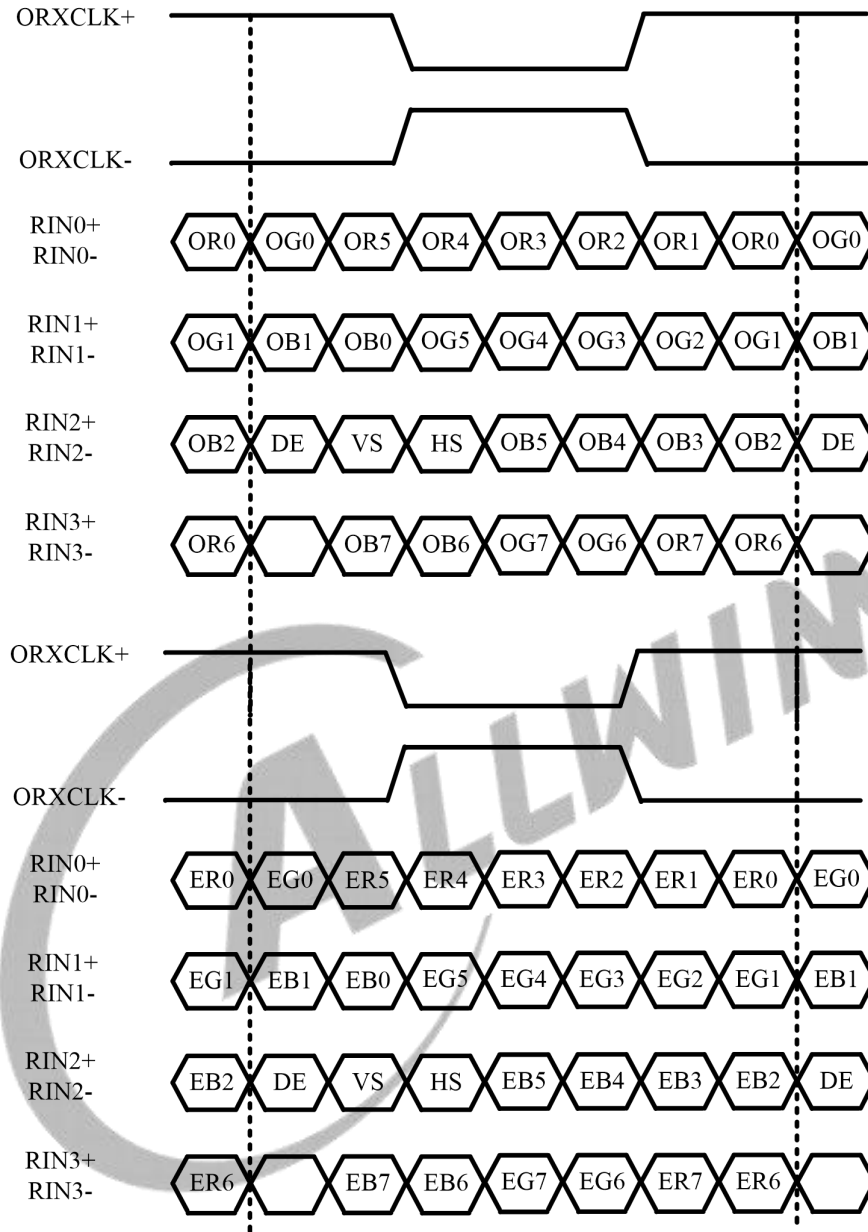 ORXCLK+
ORXCLK-
RIN0+
RIN0-
OR0 OG0 OR5 OR4 OR3 OR2 OR1 OR0 OG0
RIN1+
RIN1-
OG1 OB1 OB0 OG5 OG4 OG3 OG2 OG1 OB1
RIN2+
RIN2-
OB2 DE VS HS OB5 OB4 OB3 OB2 DE
RIN3+
RIN3-
OR6 OB7 OB6 OG7 OG6 OR7 OR6
ORXCLK+
ORXCLK-
RIN0+
RIN0-
ER0 EG0 ER5 ER4 ER3 ER2 ER1 ER0 EG0
RIN1+
RIN1-
EG1 EB1 EB0 EG5 EG4 EG3 EG2 EG1 EB1
RIN2+
RIN2-
EB2 DE VS HS EB5 EB4 EB3 EB2 DE
RIN3+
RIN3-
ER6 EB7 EB6 EG7 EG6 ER7 ER6
ALLWIN